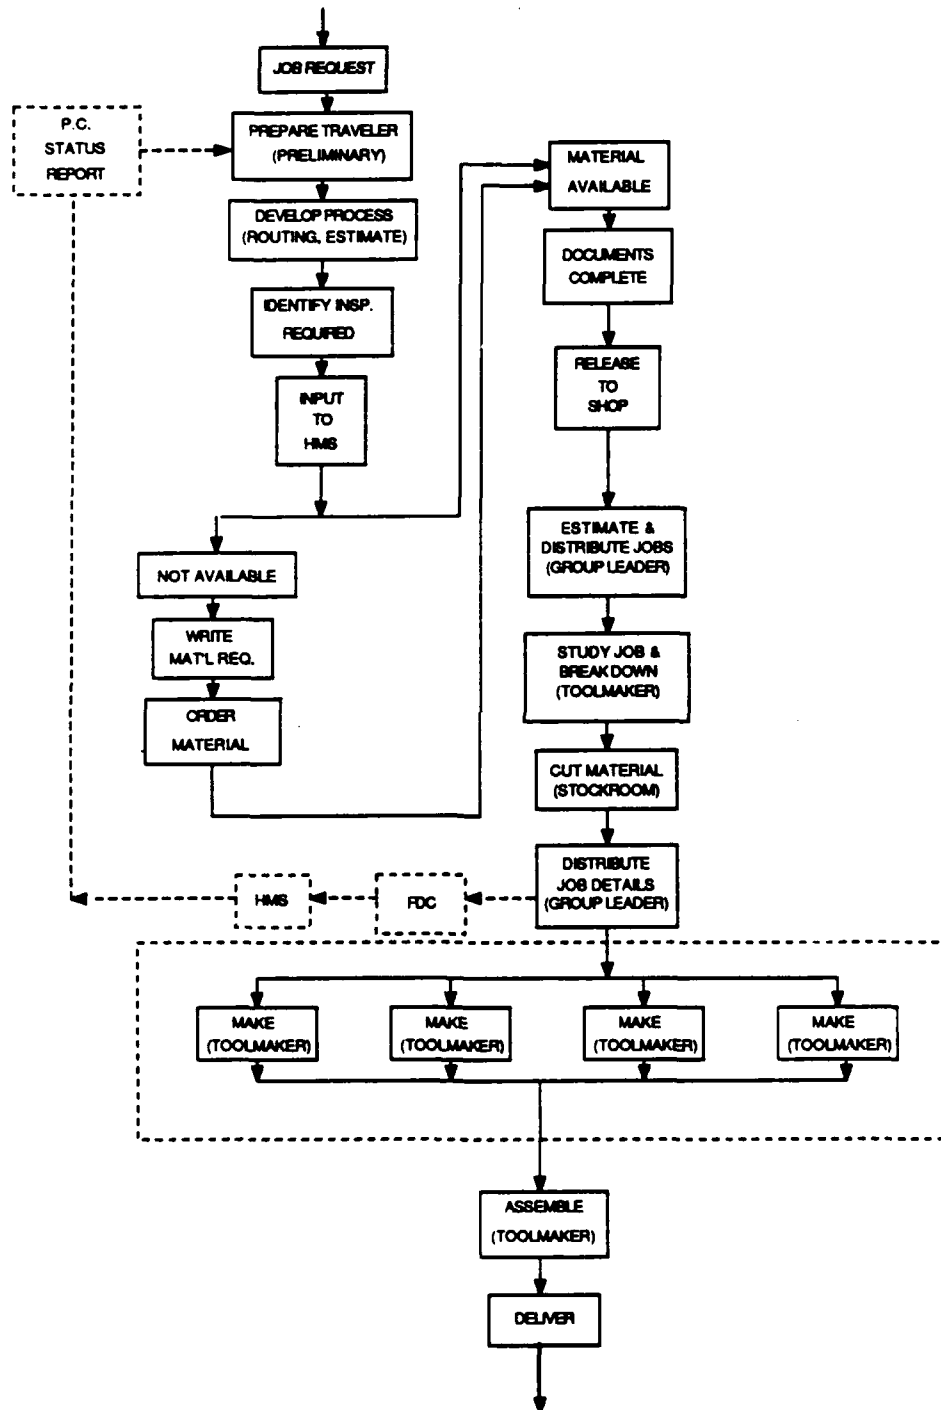 JOB REQUEST
P.C.
STATUS
REPORT
PREPARE TRAVELER
(PRELIMINARY)
DEVELOP PROCESS
(ROUTING, ESTIMATE)
IDENTIFY INSP.
REQUIRED
INPUT
TO
HMS
NOT AVAILABLE
WRITE
MAT'L REQ.
ORDER
MATERIAL
MATERIAL
AVAILABLE
DOCUMENTS
COMPLETE
RELEASE
TO
SHOP
ESTIMATE &
DISTRIBUTE JOBS
(GROUP LEADER)
STUDY JOB &
BREAK DOWN
(TOOLMAKER)
CUT MATERIAL
(STOCKROOM)
DISTRIBUTE
JOB DETAILS
(GROUP LEADER)
FDC
HMS
MAKE
(TOOLMAKER)
MAKE
(TOOLMAKER)
MAKE
(TOOLMAKER)
MAKE
(TOOLMAKER)
ASSEMBLE
(TOOLMAKER)
DELIVER